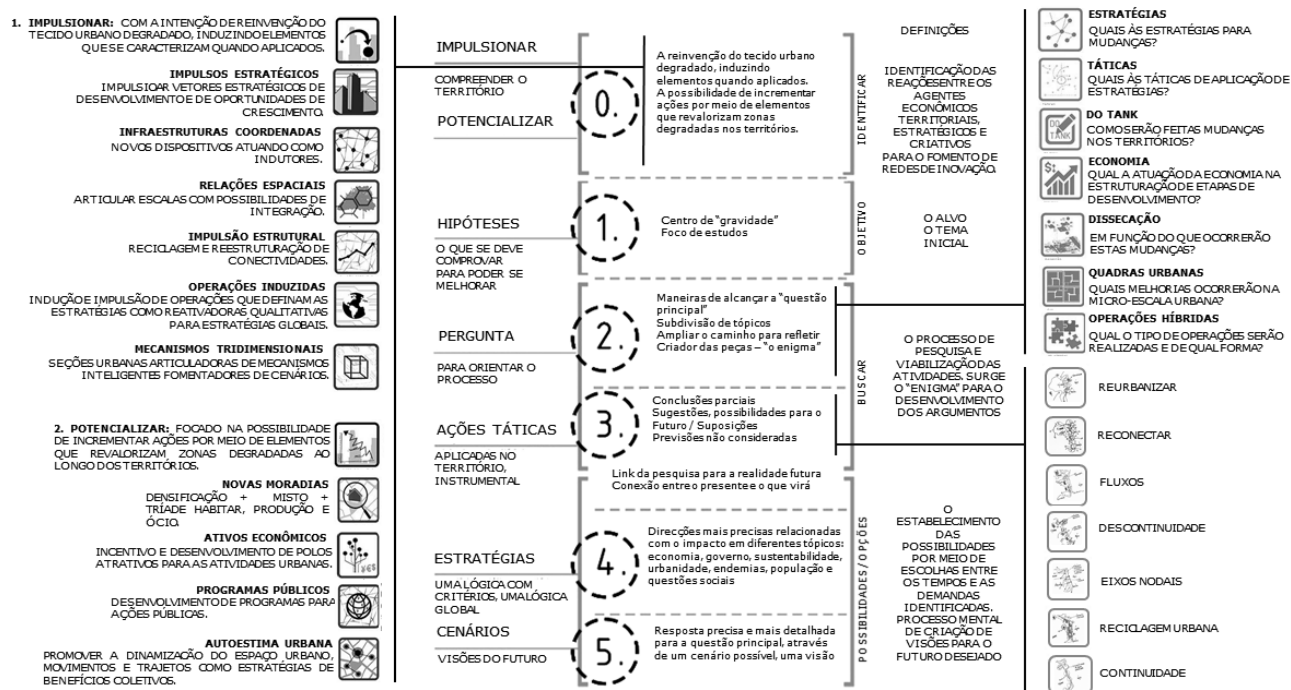 1. IMPULSIONAR: COM A INTENÇÃO DE REINVENÇÃO DO
TECIDO URBANO DEGRADADO, INDUZINDO ELEMENTOS
QUE SE CARACTERIZAM QUANDO APLICADOS.
IMPULSOS ESTRATÉGICOS
IMPULSIOAR VETORES ESTRATÉGICOS DE
DESENVOLVIMENTO E DE OPORTUNIDADES DE
CRESCIMENTO.
INFRAESTRUTURAS COORDENADAS
NOVOS DISPOSITIVOS ATUANDO COMO
INDUTORES.
RELAÇÕES ESPACIAIS
ARTICULAR ESCALAS COM POSSIBILIDADES DE
INTEGRAÇÃO.
IMPULSÃO ESTRUTURAL
RECICLAGEM E REESTRUTURAÇÃO DE
CONECTIVIDADES.
OPERAÇÕES INDUZIDAS
INDUÇÃO E IMPULSÃO DE OPERAÇÕES QUE DEFINAM AS
ESTRATÉGIAS COMO REATIVADORAS QUALITATIVAS
PARA ESTRATÉGIAS GLOBAIS.
MECANISMOS TRIDIMENSIONAIS
SEÇÕES URBANAS ARTICULADORAS DE MECANISMOS
INTELIGENTES FOMENTADORES DE CENÁRIOS.
2. POTENCIALIZAR: FOCADO NA POSSIBILIDADE
DE INCREMENTAR AÇÕES POR MEIO DE ELEMENTOS
QUE REVALORIZAM ZONAS DEGRADADAS AO
LONGO DOS TERRITÓRIOS.
NOVAS MORADIAS
DENSIFICAÇÃO + MISTO +
TRÍADE HABITAR, PRODUÇÃO E
ÓCIO.
ATIVOS ECONÔMICOS
INCENTIVO E DESENVOLVIMENTO DE POLOS
ATRATIVOS PARA AS ATIVIDADES URBANAS.
PROGRAMAS PÚBLICOS
DESENVOLVIMENTO DE PROGRAMAS PARA
AÇÕES PÚBLICAS.
AUTOESTIMA URBANA
PROMOVER A DINAMIZAÇÃO DO ESPAÇO URBANO,
MOVIMENTOS E TRAJETOS COMO ESTRATÉGIAS DE
BENEFÍCIOS COLETIVOS.
IMPULSIONAR
COMPREENDER O
TERRITÓRIO
POTENCIALIZAR
0.
A reinvenção do tecido urbano
degradado, induzindo
elementos quando aplicados.
A possibilidade de incrementar
ações por meio de elementos
que revalorizam zonas
degradadas nos territórios.
IDENTIFICAR
DEFINIÇÕES
IDENTIFICAÇÃO DAS
REAÇÕESENTRE OS
AGENTES
ECONÔMICOS
TERRITORIAIS,
ESTRATÉGICOS E
CRIATIVOS
PARA O FOMENTO DE
REDES DE INOVAÇÃO.
HIPÓTESES
O QUE SE DEVE
COMPROVAR
PARA PODER SE
MELHORAR
1.
Centro de "gravidade"
Foco de estudos
OBJETIVO
O ALVO
O TEMA
INICIAL
PERGUNTA
PARA ORIENTAR O
PROCESSO
2.
Maneiras de alcançar a "questão
principal"
Subdivisão de tópicos
Ampliar o caminho para refletir
Criador das peças – "o enigma"
BUSCAR
O PROCESSO DE
PESQUISA E
VIABILIZAÇÃO DAS
ATIVIDADES. SURGE
O "ENIGMA" PARA O
DESENVOLVIMENTO
DOS ARGUMENTOS
AÇÕES TÁTICAS
APLICADAS NO
TERRITÓRIO,
INSTRUMENTAL
3.
Conclusões parciais
Sugestões, possibilidades para o
Futuro / Suposições
Previsões não consideradas
Link da pesquisa para a realidade futura
Conexão entre o presente e o que virá
ESTRATÉGIAS
UMA LÓGICA COM
CRITÉRIOS, UMA LÓGICA
GLOBAL
4.
Direcções mais precisas relacionadas
com o impacto em diferentes tópicos:
economia, governo, sustentabilidade,
urbanidade, endemias, população e
questões sociais
POSSIBILIDADES / OPÇÕES
O
ESTABELECIMENTO
DAS
POSSIBILIDADES
POR MEIO DE
ESCOLHAS ENTRE
OS TEMPOS E AS
DEMANDAS
IDENTIFICADAS.
PROCESSO MENTAL
DE CRIAÇÃO DE
VISÕES PARA O
FUTURO DESEJADO
CENÁRIOS
VISÕES DO FUTURO
5.
Resposta precisa e mais detalhada
para a questão principal, através
de um cenário possível, uma visão
ESTRATÉGIAS
QUAIS ÀS ESTRATÉGIAS PARA
MUDANÇAS?
TÁTICAS
QUAIS ÀS TÁTICAS DE APLICAÇÃO DE
ESTRATÉGIAS?
DO TANK
DO TANK
COMO SERÃO FEITAS MUDANÇAS
NOS TERRITÓRIOS?
ECONOMIA
QUAL A ATUAÇÃO DA ECONOMIA NA
ESTRUTURAÇÃO DE ETAPAS DE
DESENVOLVIMENTO?
DISSECAÇÃO
EM FUNÇÃO DO QUE OCORRERÃO
ESTAS MUDANÇAS?
QUADRAS URBANAS
QUAIS MELHORIAS OCORRERÃO NA
MICRO-ESCALA URBANA?
OPERAÇÕES HÍBRIDAS
QUAL O TIPO DE OPERAÇÕES SERÃO
REALIZADAS E DE QUAL FORMA?
REURBANIZAR
RECONECTAR
FLUXOS
DESCONTINUIDADE
EIXOS NODAIS
RECICLAGEM URBANA
CONTINUIDADE